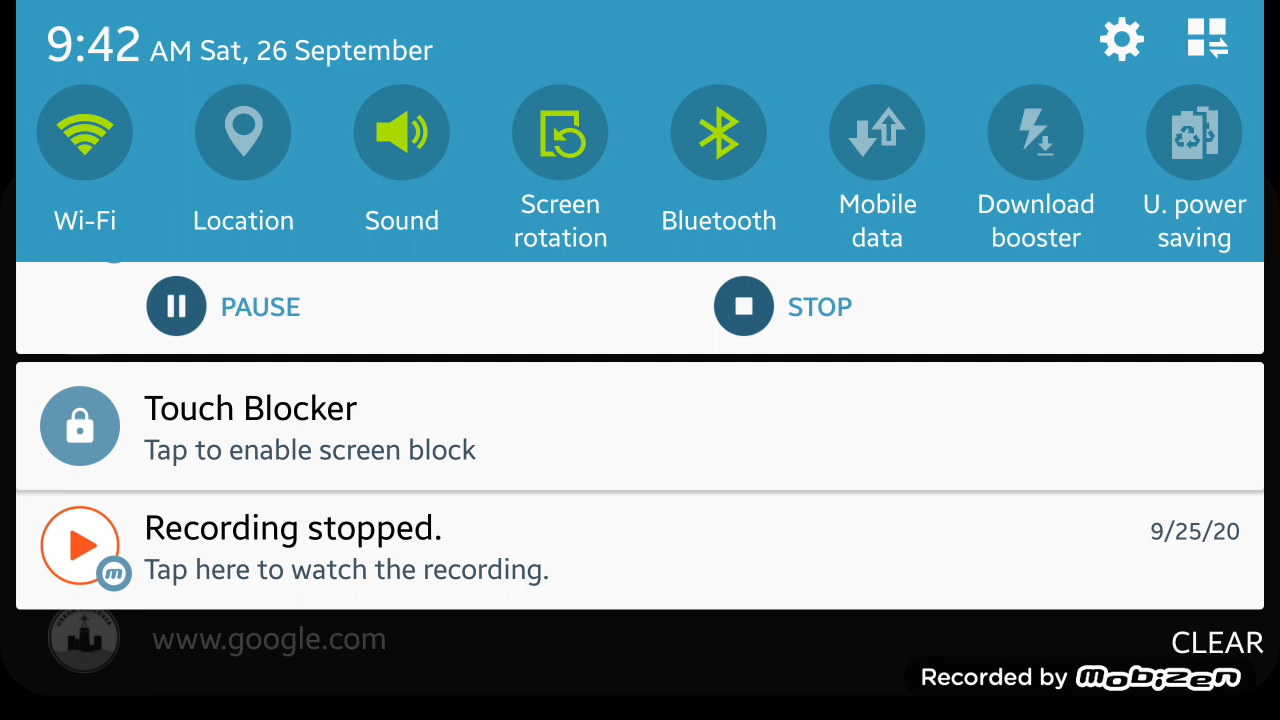 9:42 AM Sat, 26 September
Wi-Fi
Location
Sound
Screen
rotation
Bluetooth
Mobile
data
Download
booster
U. power
saving
PAUSE
STOP
Touch Blocker
Tap to enable screen block
Recording stopped.
9/25/20
m
Tap here to watch the recording.
www.google.com
CLEAR
Recorded by mobizen